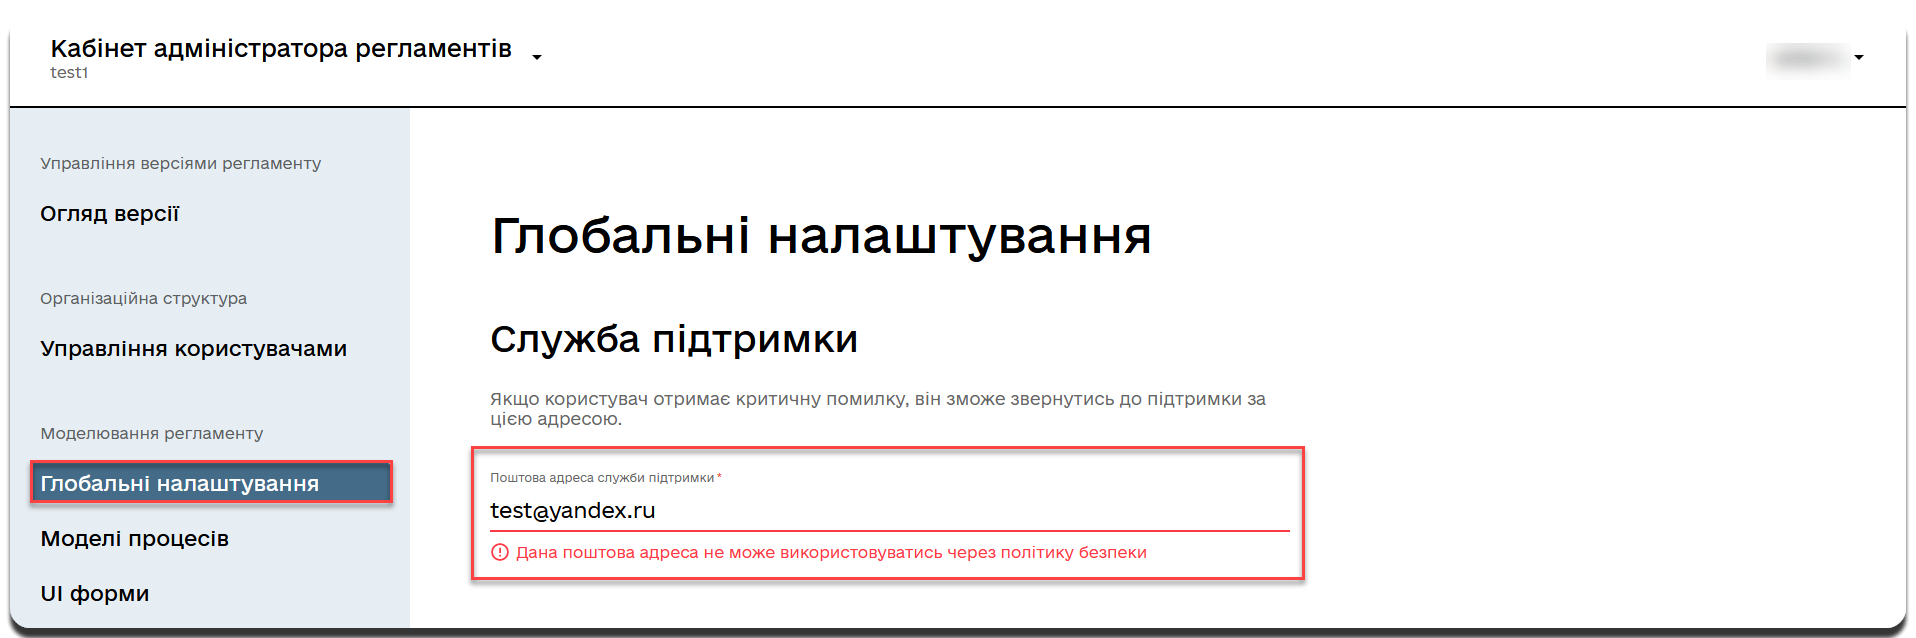 Кабінет адміністратора регламентів
test1
Управління версіями регламенту
Огляд версії
Організаційна структура
Управління користувачами
Моделювання регламенту
Глобальні налаштування
Моделі процесів
UI форми
Глобальні налаштування
Служба підтримки
Якщо користувач отримає критичну помилку, він зможе звернутись до підтримки за
цією адресою.
Поштова адреса служби підтримки*
test@yandex.ru
Дана поштова адреса не може використовуватись через політику безпеки